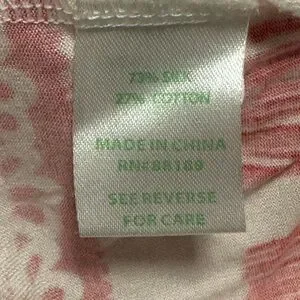 73% SILK
27% COTTON
MADE IN CHINA
RN#88189
SEE REVERSE
FOR CARE